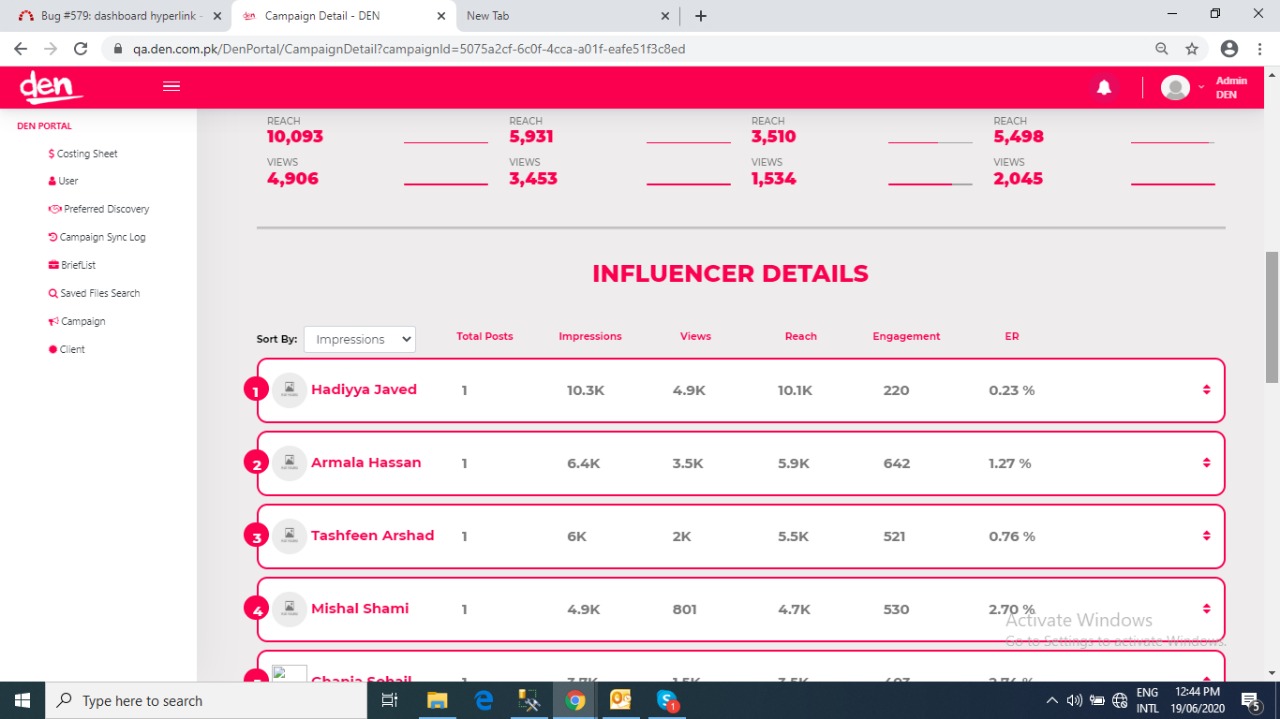 Bug #579: dashboard hyperlink -
Campaign Detail - DEN
New Tab
qa.den.com.pk/DenPortal/CampaignDetail?campaignId=5075a2cf-6c0f-4cca-a01f-eafe51f3c8ed
den
Admin
DEN
DEN PORTAL
Costing Sheet
User
Preferred Discovery
Campaign Sync Log
BriefList
Saved Files Search
Campaign
Client
REACH REACH REACH REACH
10,093 5,931 3,510 5,498
VIEWS VIEWS VIEWS VIEWS
4,906 3,453 1,534 2,045
INFLUENCER DETAILS
Sort By: Impressions Total Posts Impressions Views Reach Engagement ER
1 Hadiyya Javed 1 10.3K 4.9K 10.1K 220 0.23 %
2 Armala Hassan 1 6.4K 3.5K 5.9K 642 1.27 %
3 Tashfeen Arshad 1 6K 2K 5.5K 521 0.76 %
4 Mishal Shami 1 4.9K 801 4.7K 530 2.70 %
Activate Windows
Go to Settings to activate Windows.
Type here to search
1
ENG
INTL
12:44 PM
19/06/2020
5